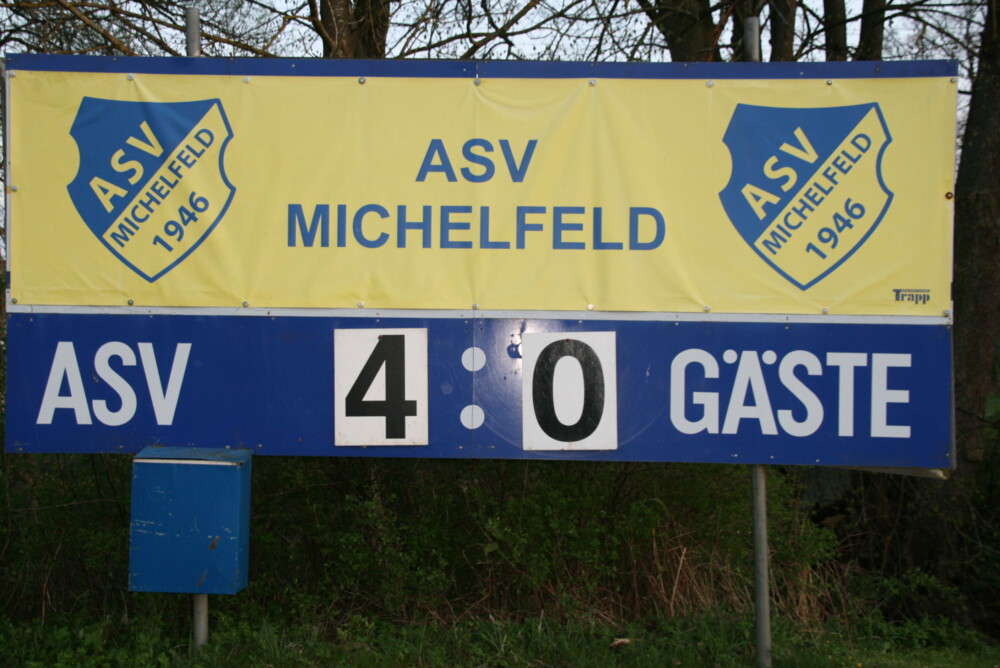 ASV
MICHELFELD
1946
ASV
MICHELFELD
ASV
MICHELFELD
1946
Trapp
ASV 4:0 GÄSTE